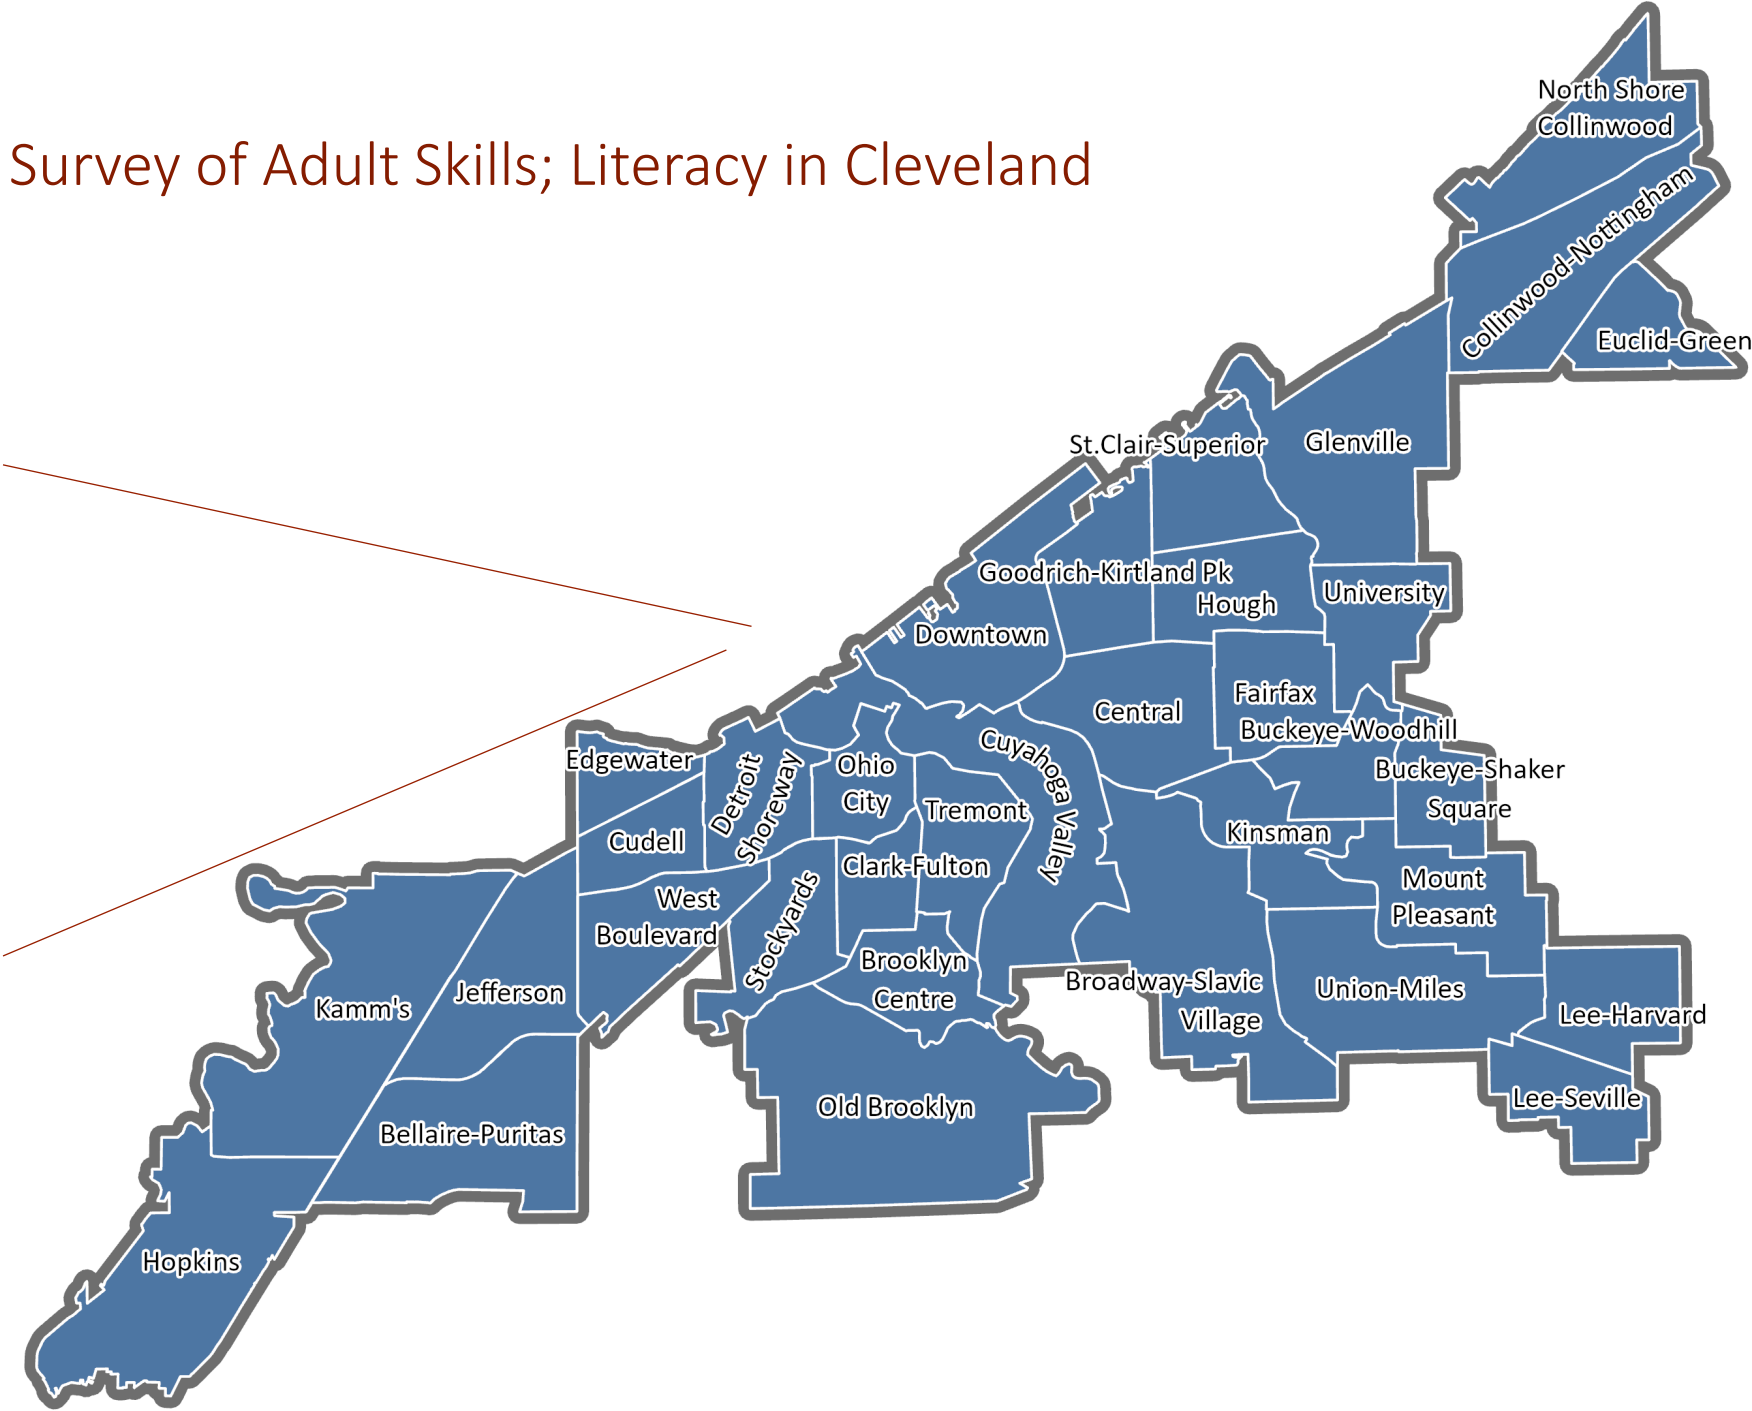 North Shore
Collinwood
Survey of Adult Skills; Literacy in Cleveland
Collinwood-Nottingham
Euclid-Green
St.Clair-Superior
Glenville
Goodrich-Kirtland Pk
Hough
University
Downtown
Fairfax
Central
Buckeye-Woodhill
Cuyahoga Valley
Edgewater
Detroit
Shoreway
Ohio
City
Buckeye-Shaker
Square
Tremont
Cudell
Kinsman
Clark-Fulton
West
Boulevard
Stockyards
Mount
Pleasant
Brooklyn
Centre
Broadway-Slavic
Village
Union-Miles
Jefferson
Kamm's
Lee-Harvard
Lee-Seville
Old Brooklyn
Bellaire-Puritas
Hopkins